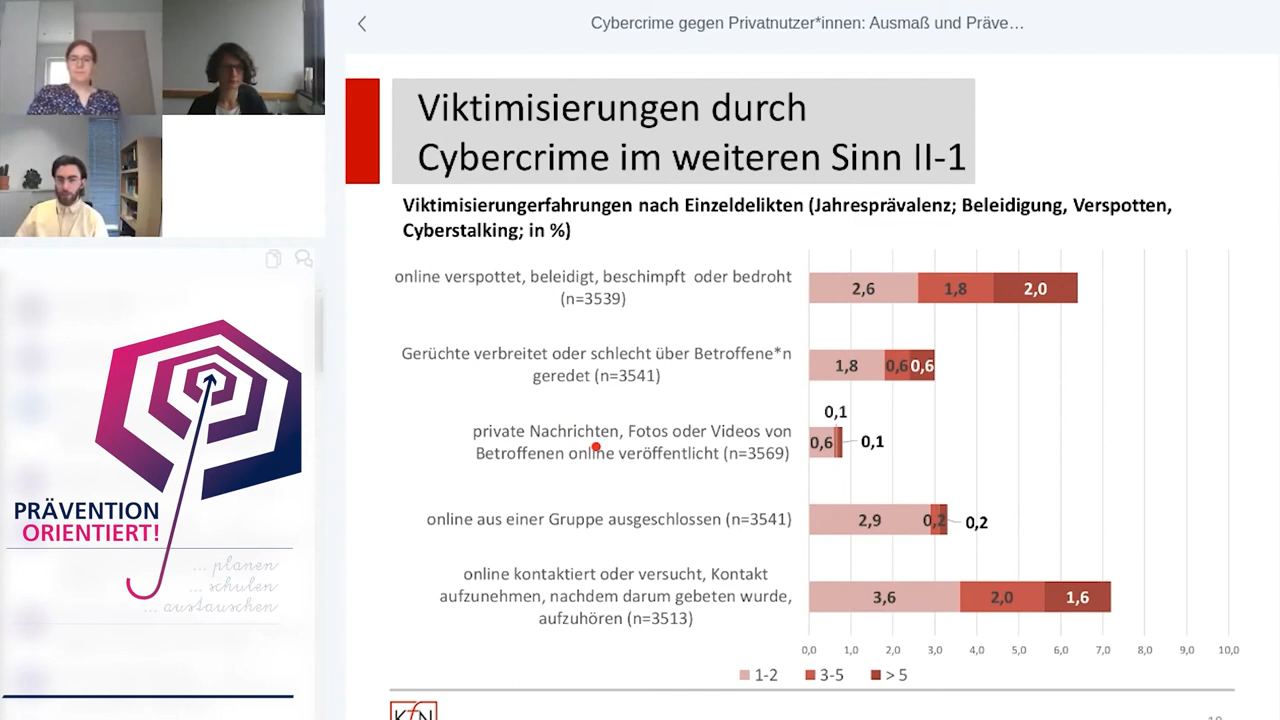 Cybercrime gegen Privatnutzer*innen: Ausmaß und Präve…
Viktimisierungen durch
Cybercrime im weiteren Sinn II-1
Viktimisierungerfahrungen nach Einzeldelikten (Jahresprävalenz; Beleidigung, Verspotten,
Cyberstalking; in %)
online verspottet, beleidigt, beschimpft oder bedroht
(n=3539)
2,6 1,8 2,0
Gerüchte verbreitet oder schlecht über Betroffene*n
geredet (n=3541)
1,8 0,6 0,6
private Nachrichten, Fotos oder Videos von
Betroffenen online veröffentlicht (n=3569)
0,1
0,6 0,1
online aus einer Gruppe ausgeschlossen (n=3541)
2,9 0,2 0,2
online kontaktiert oder versucht, Kontakt
aufzunehmen, nachdem darum gebeten wurde,
aufzuhören (n=3513)
3,6 2,0 1,6
0,0 1,0 2,0 3,0 4,0 5,0 6,0 7,0 8,0 9,0 10,0
1-2 3-5 > 5
KfN
PRÄVENTION
ORIENTIERT!
... planen
... schulen
... austauschen